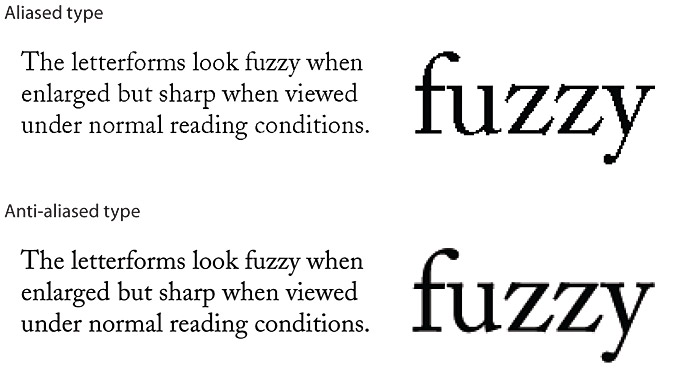 Aliased type
The letterforms look fuzzy when
enlarged but sharp when viewed
under normal reading conditions.
fuzzy
Anti-aliased type
The letterforms look fuzzy when
enlarged but sharp when viewed
under normal reading conditions.
fuzzy